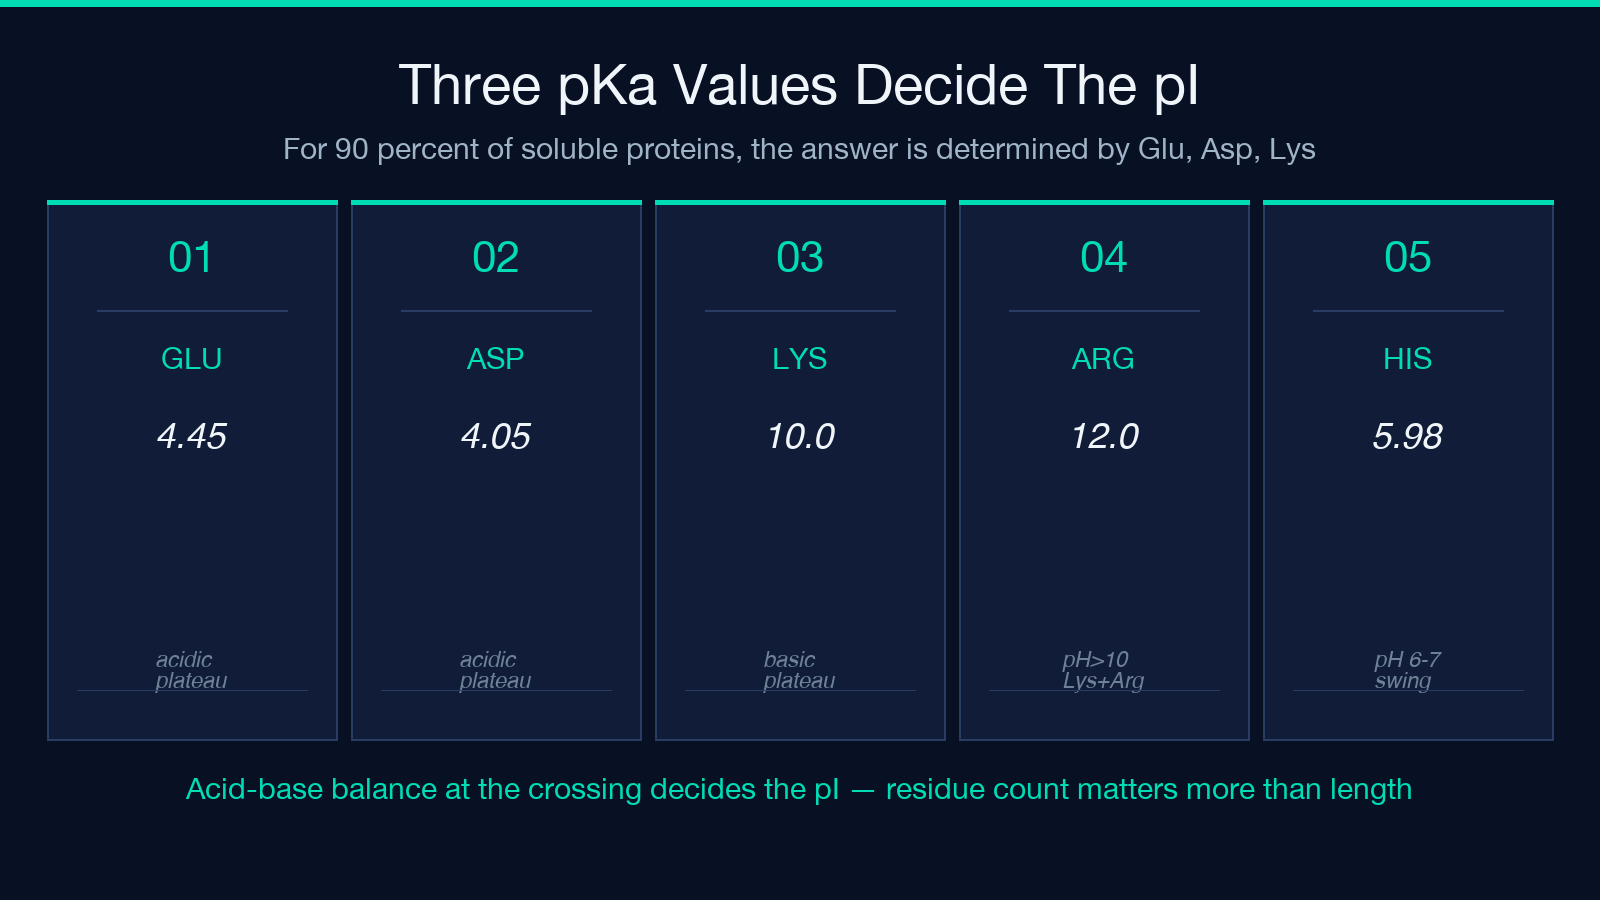 Three pKa Values Decide The pI
For 90 percent of soluble proteins, the answer is determined by Glu, Asp, Lys
01
GLU
4.45
acidic
plateau
02
ASP
4.05
acidic
plateau
03
LYS
10.0
basic
plateau
04
ARG
12.0
pH>10
Lys+Arg
05
HIS
5.98
pH 6-7
swing
Acid-base balance at the crossing decides the pI — residue count matters more than length